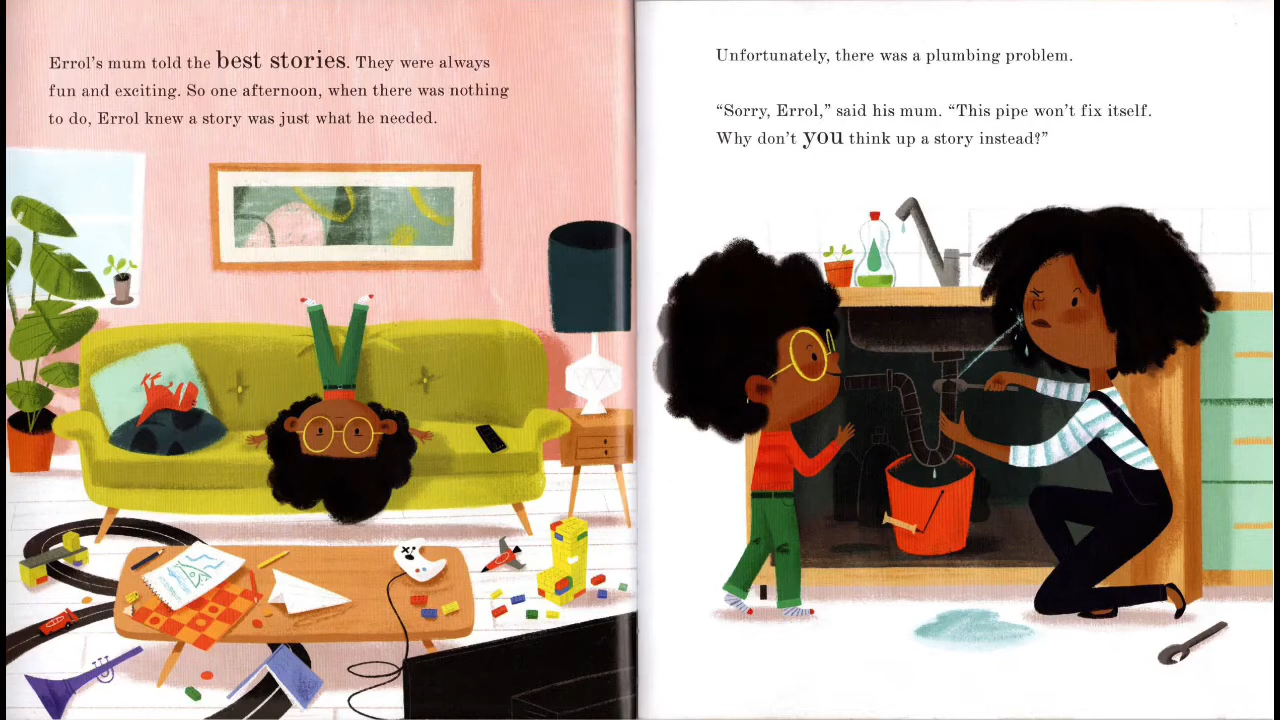 Errol's mum told the best stories. They were always
fun and exciting. So one afternoon, when there was nothing
to do, Errol knew a story was just what he needed.
Unfortunately, there was a plumbing problem.
“Sorry, Errol,” said his mum. “This pipe won't fix itself.
Why don't you think up a story instead?”